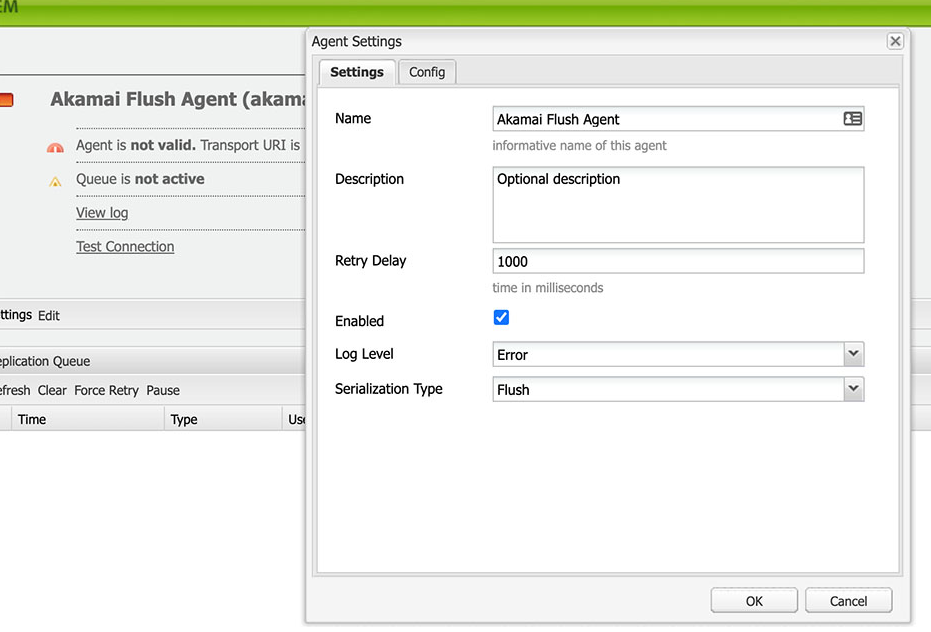 EM
Agent Settings
Settings Config
Akamai Flush Agent (akama
Agent is not valid. Transport URI is
Queue is not active
View log
Test Connection
ttings Edit
eplication Queue
efresh Clear Force Retry Pause
Time Type Use
Name Akamai Flush Agent
informative name of this agent
Description Optional description
Retry Delay 1000
time in milliseconds
Enabled
Log Level Error
Serialization Type Flush
OK Cancel